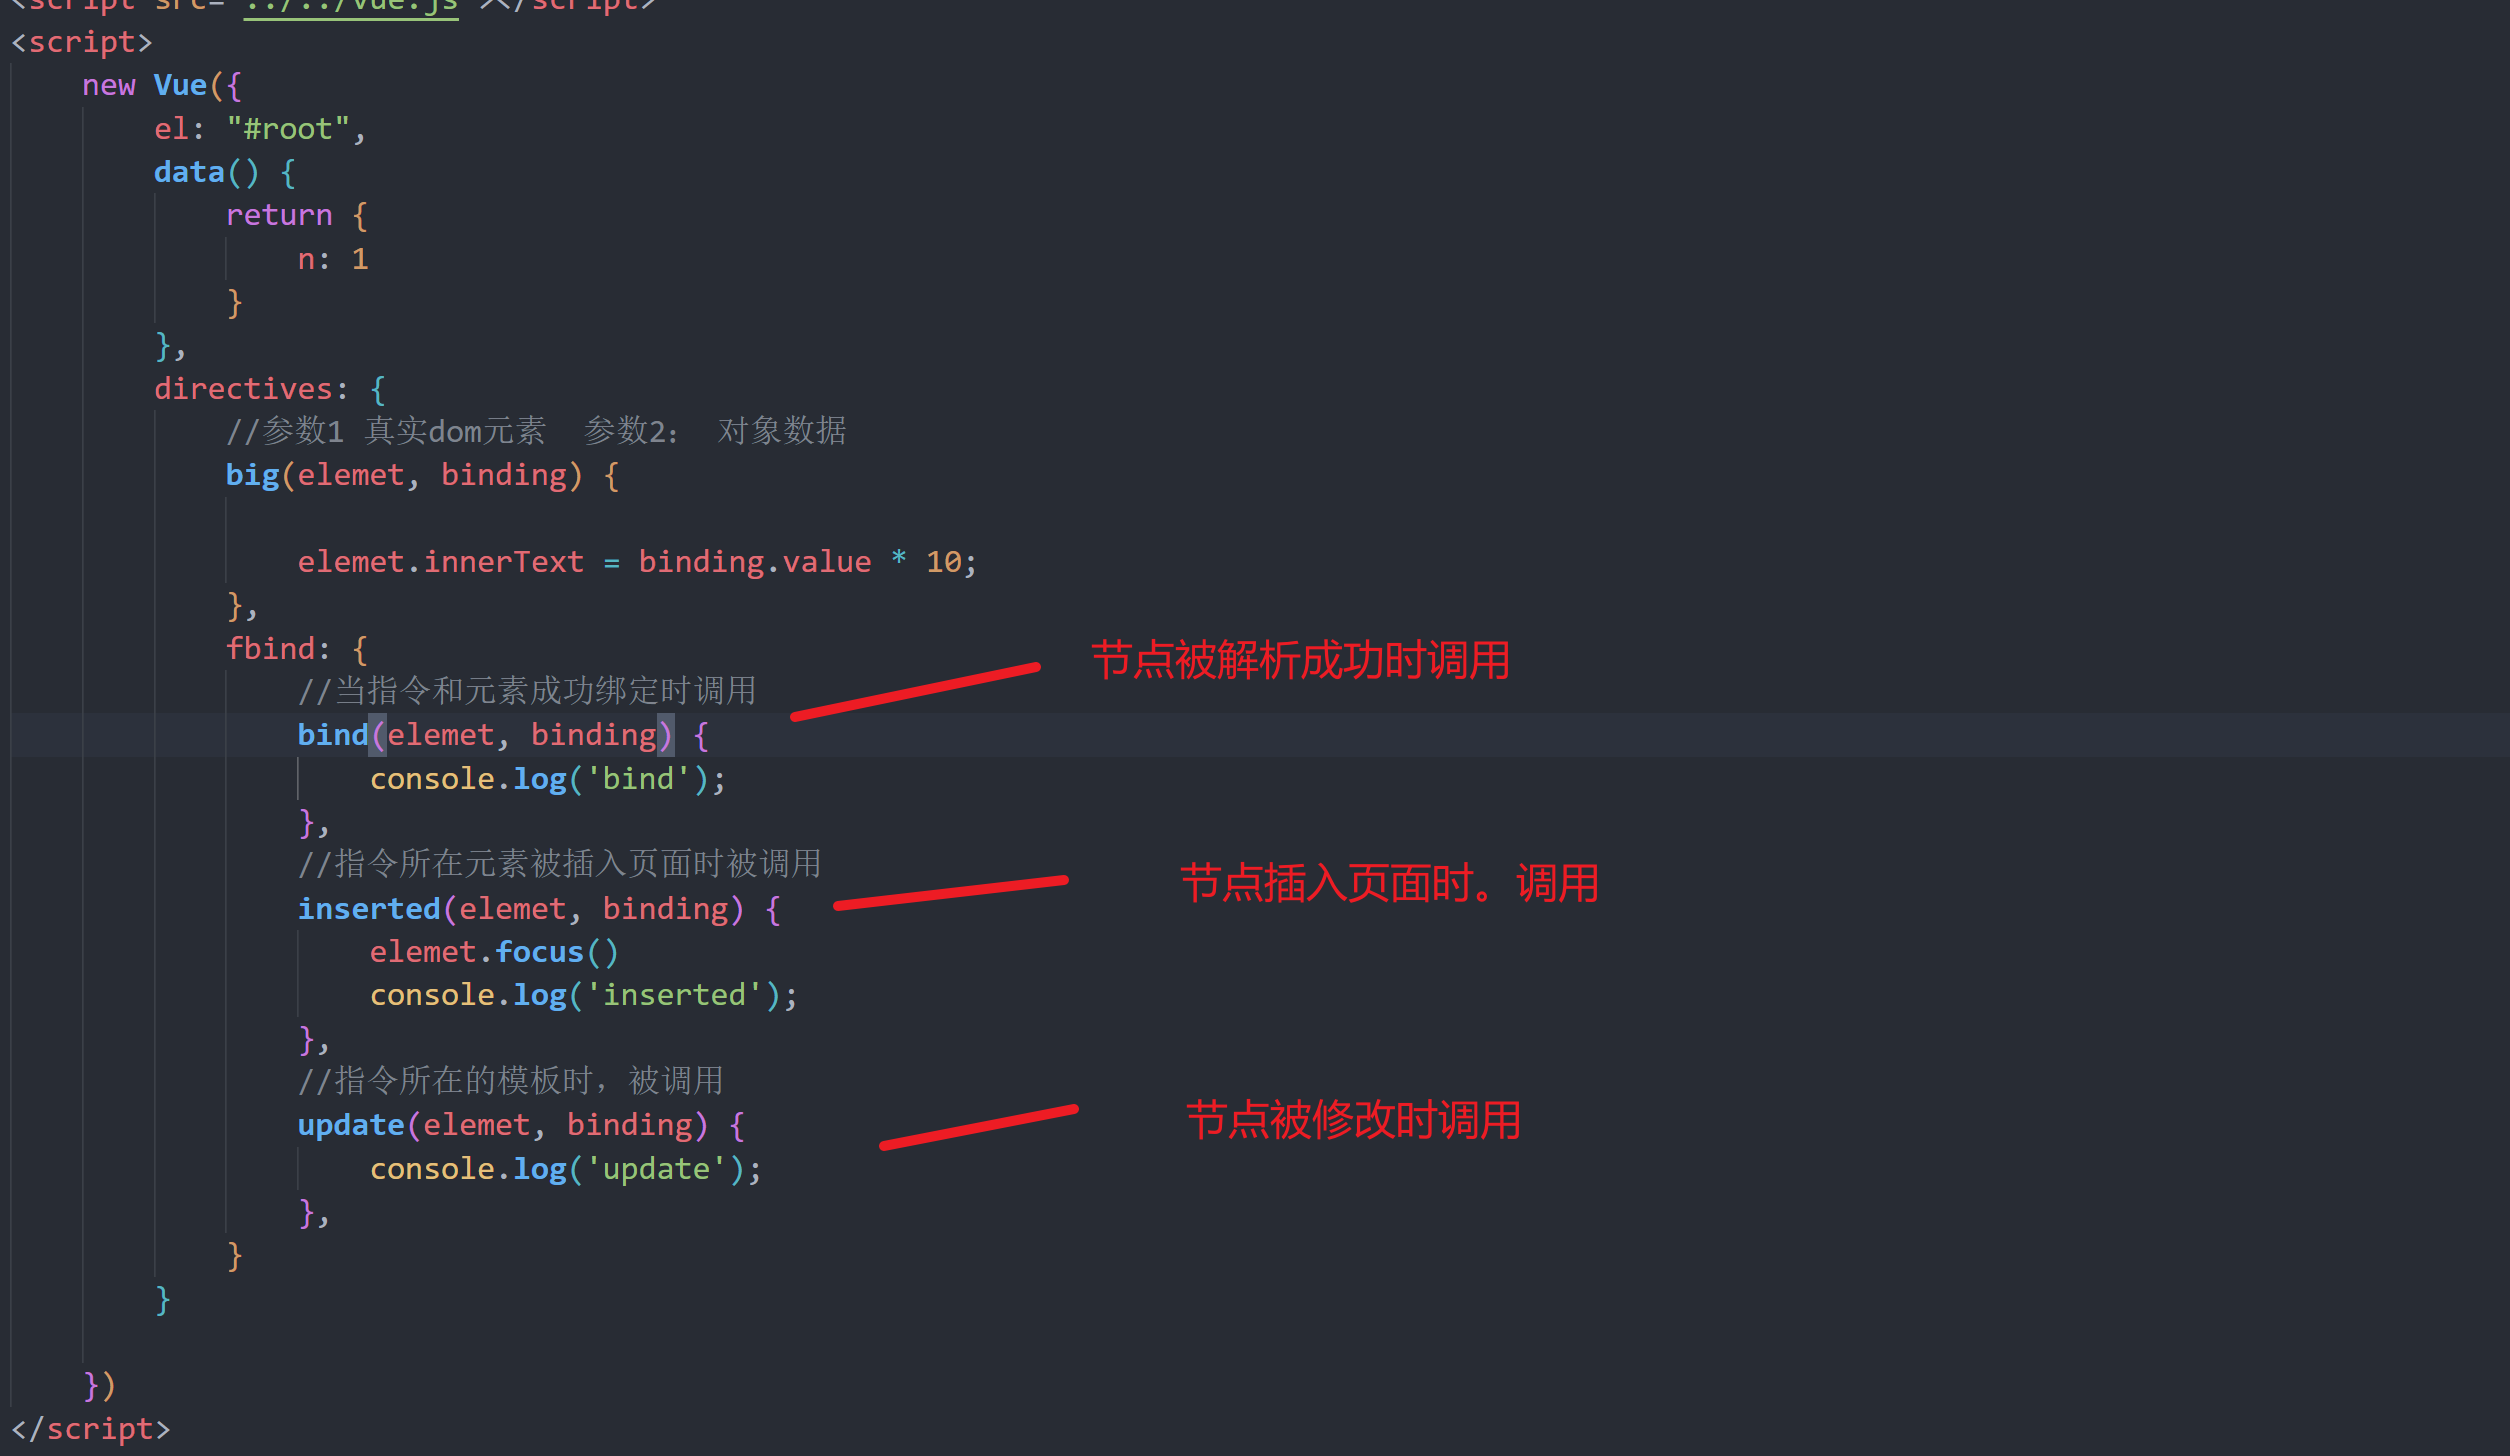 <script src="../../vue.js"></script>
<script>
new Vue({
el: "#root",
data() {
return {
n: 1
}
},
directives: {
//参数1 真实dom元素  参数2： 对象数据
big(elemet, binding) {
elemet.innerText = binding.value * 10;
},
fbind: {
节点被解析成功时调用
//当指令和元素成功绑定时调用
bind(elemet, binding) {
console.log('bind');
},
//指令所在元素被插入页面时被调用
节点插入页面时。调用
inserted(elemet, binding) {
elemet.focus()
console.log('inserted');
},
//指令所在的模板时，被调用
节点被修改时调用
update(elemet, binding) {
console.log('update');
},
}
}
})
</script>